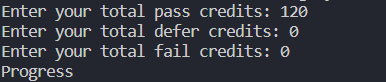 Enter your total pass credits: 120
Enter your total defer credits: 0
Enter your total fail credits: 0
Progress